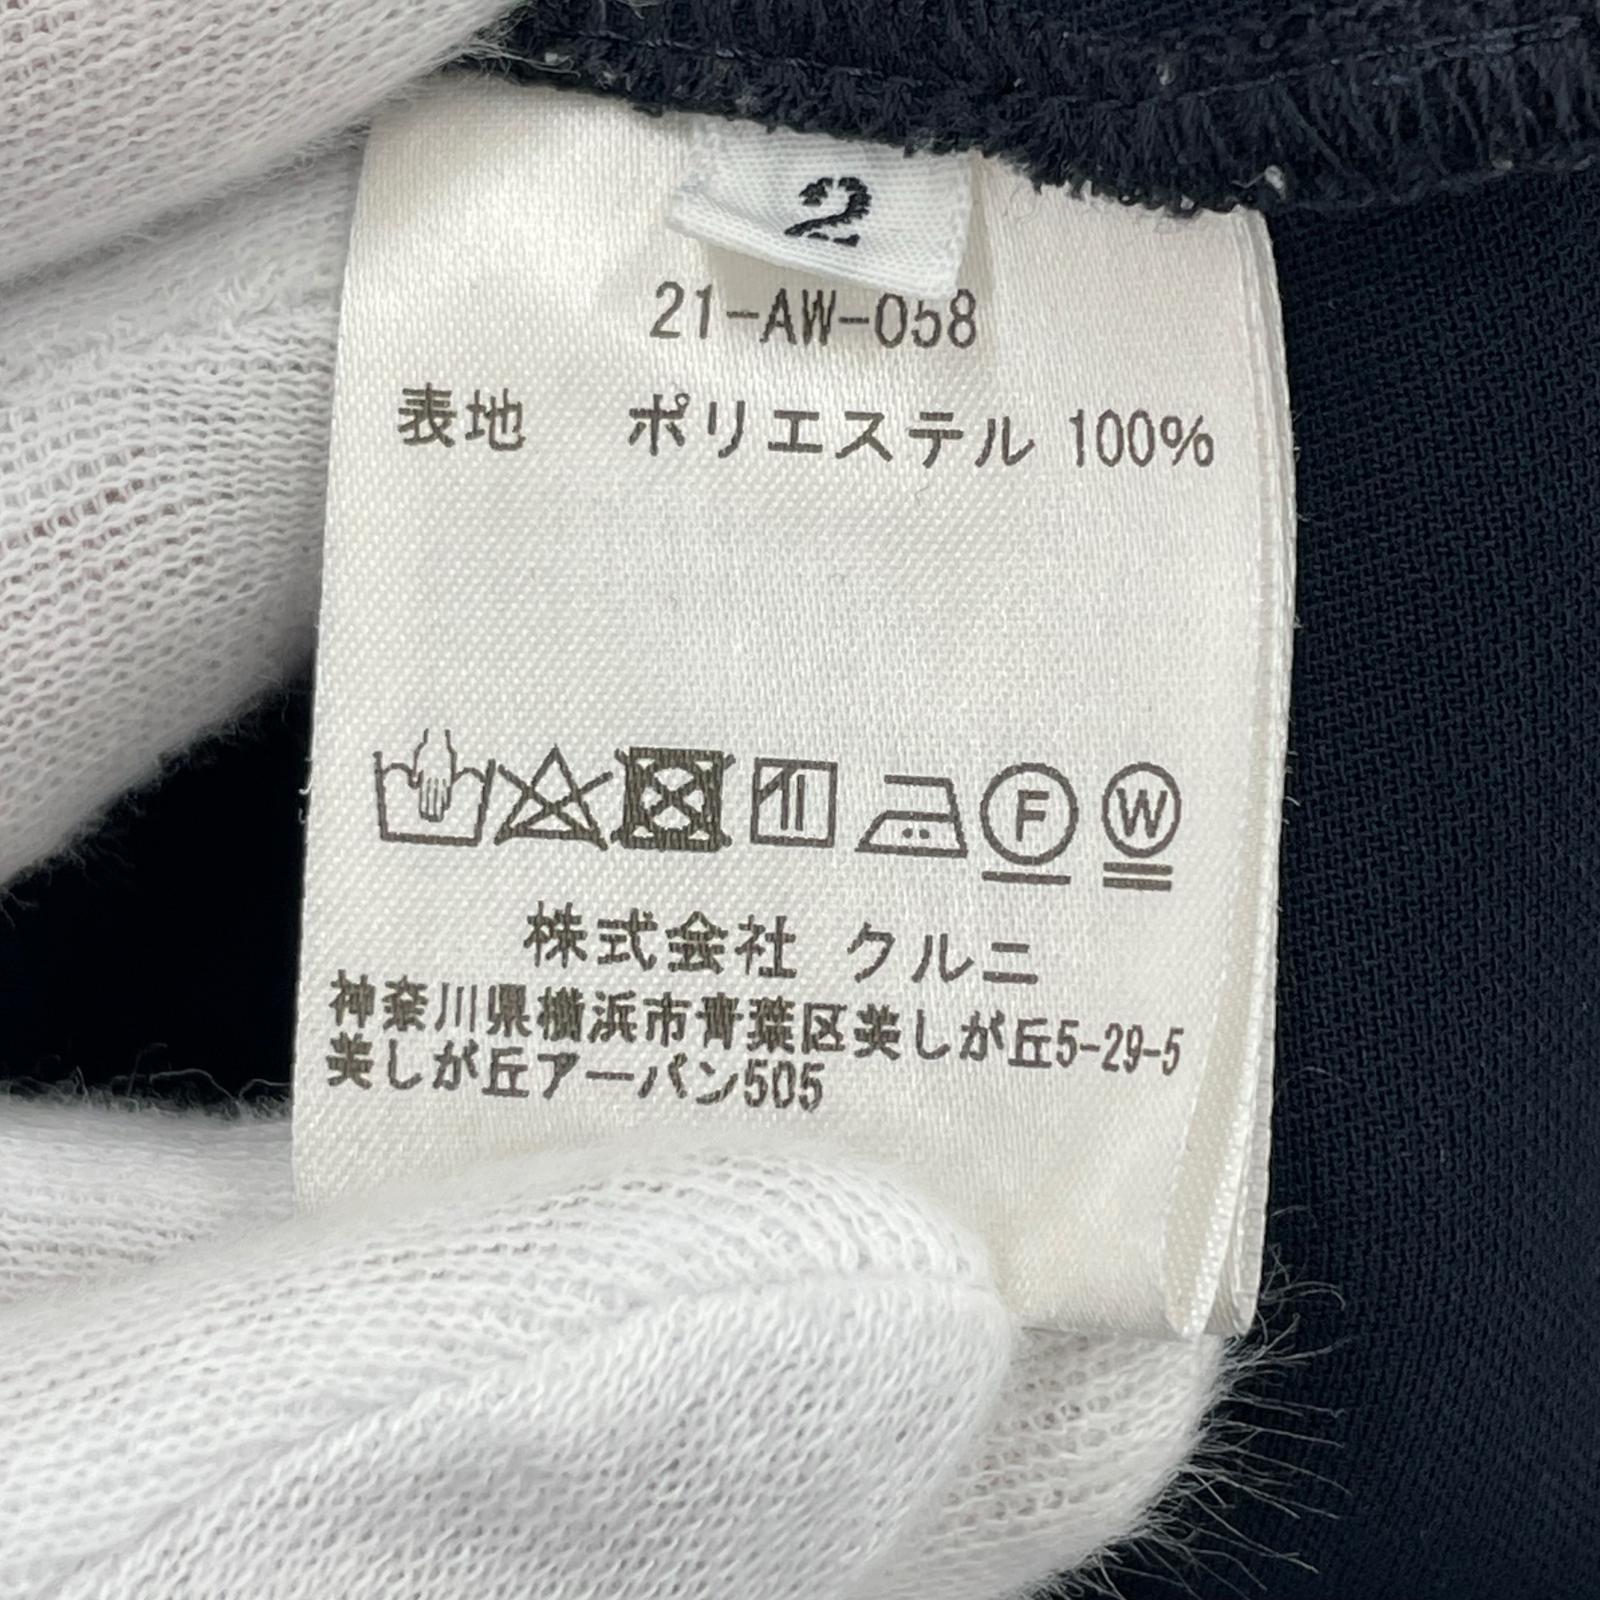 2
21-AW-058
表地 ポリエステル 100%
F W
株式会社 クルニ
神奈川県横浜市青葉区美しが丘5-29-5
美しが丘アーバン505